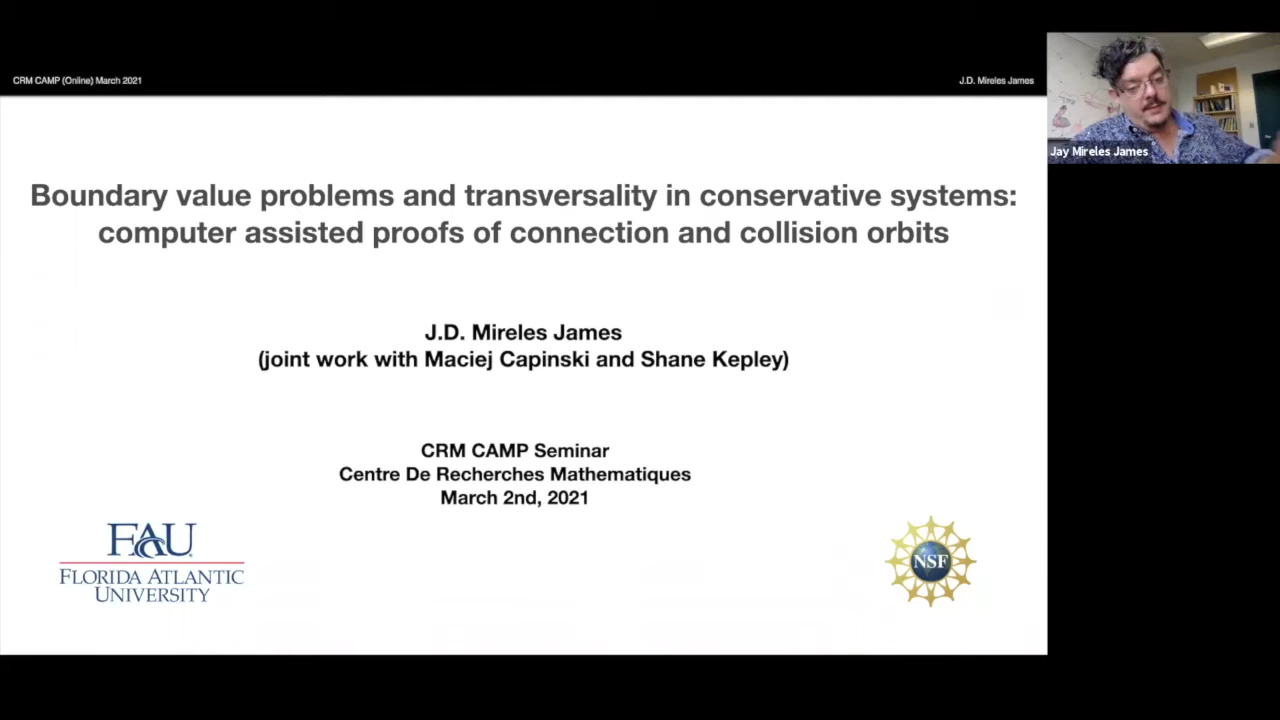 CRM CAMP (Online) March 2021
J.D. Mireles James
Jay Mireles James
Boundary value problems and transversality in conservative systems:
computer assisted proofs of connection and collision orbits
J.D. Mireles James
(joint work with Maciej Capinski and Shane Kepley)
CRM CAMP Seminar
Centre De Recherches Mathematiques
March 2nd, 2021
FAU
FLORIDA ATLANTIC
UNIVERSITY
NSF